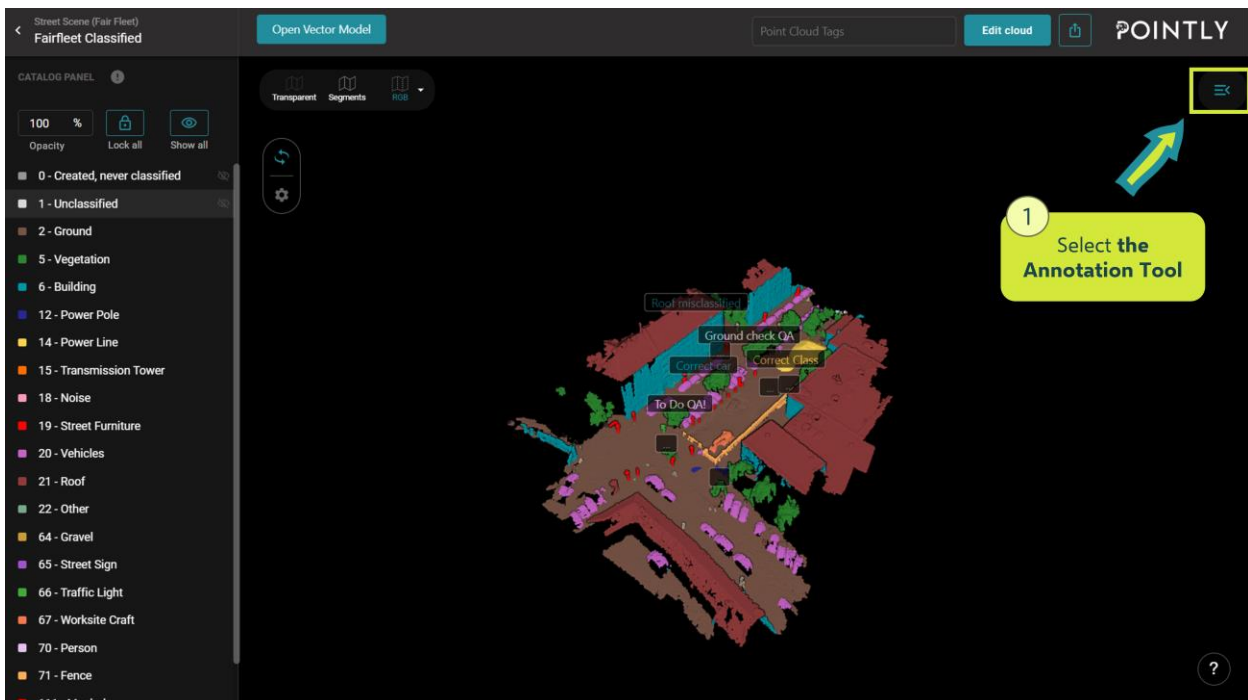 Street Scene (Fair Fleet)
Fairfleet Classified
Open Vector Model
Point Cloud Tags
Edit cloud
POINTLY
CATALOG PANEL
100 %
Opacity
Lock all
Show all
Transparent
Segments
RGB
0 - Created, never classified
1 - Unclassified
2 - Ground
5 - Vegetation
6 - Building
12 - Power Pole
14 - Power Line
15 - Transmission Tower
18 - Noise
19 - Street Furniture
20 - Vehicles
21 - Roof
22 - Other
64 - Gravel
65 - Street Sign
66 - Traffic Light
67 - Worksite Craft
70 - Person
71 - Fence
Roof misclassified
Ground check QA
Correct car
Correct Class
To Do QA!
...
...
1
Select the
Annotation Tool
?